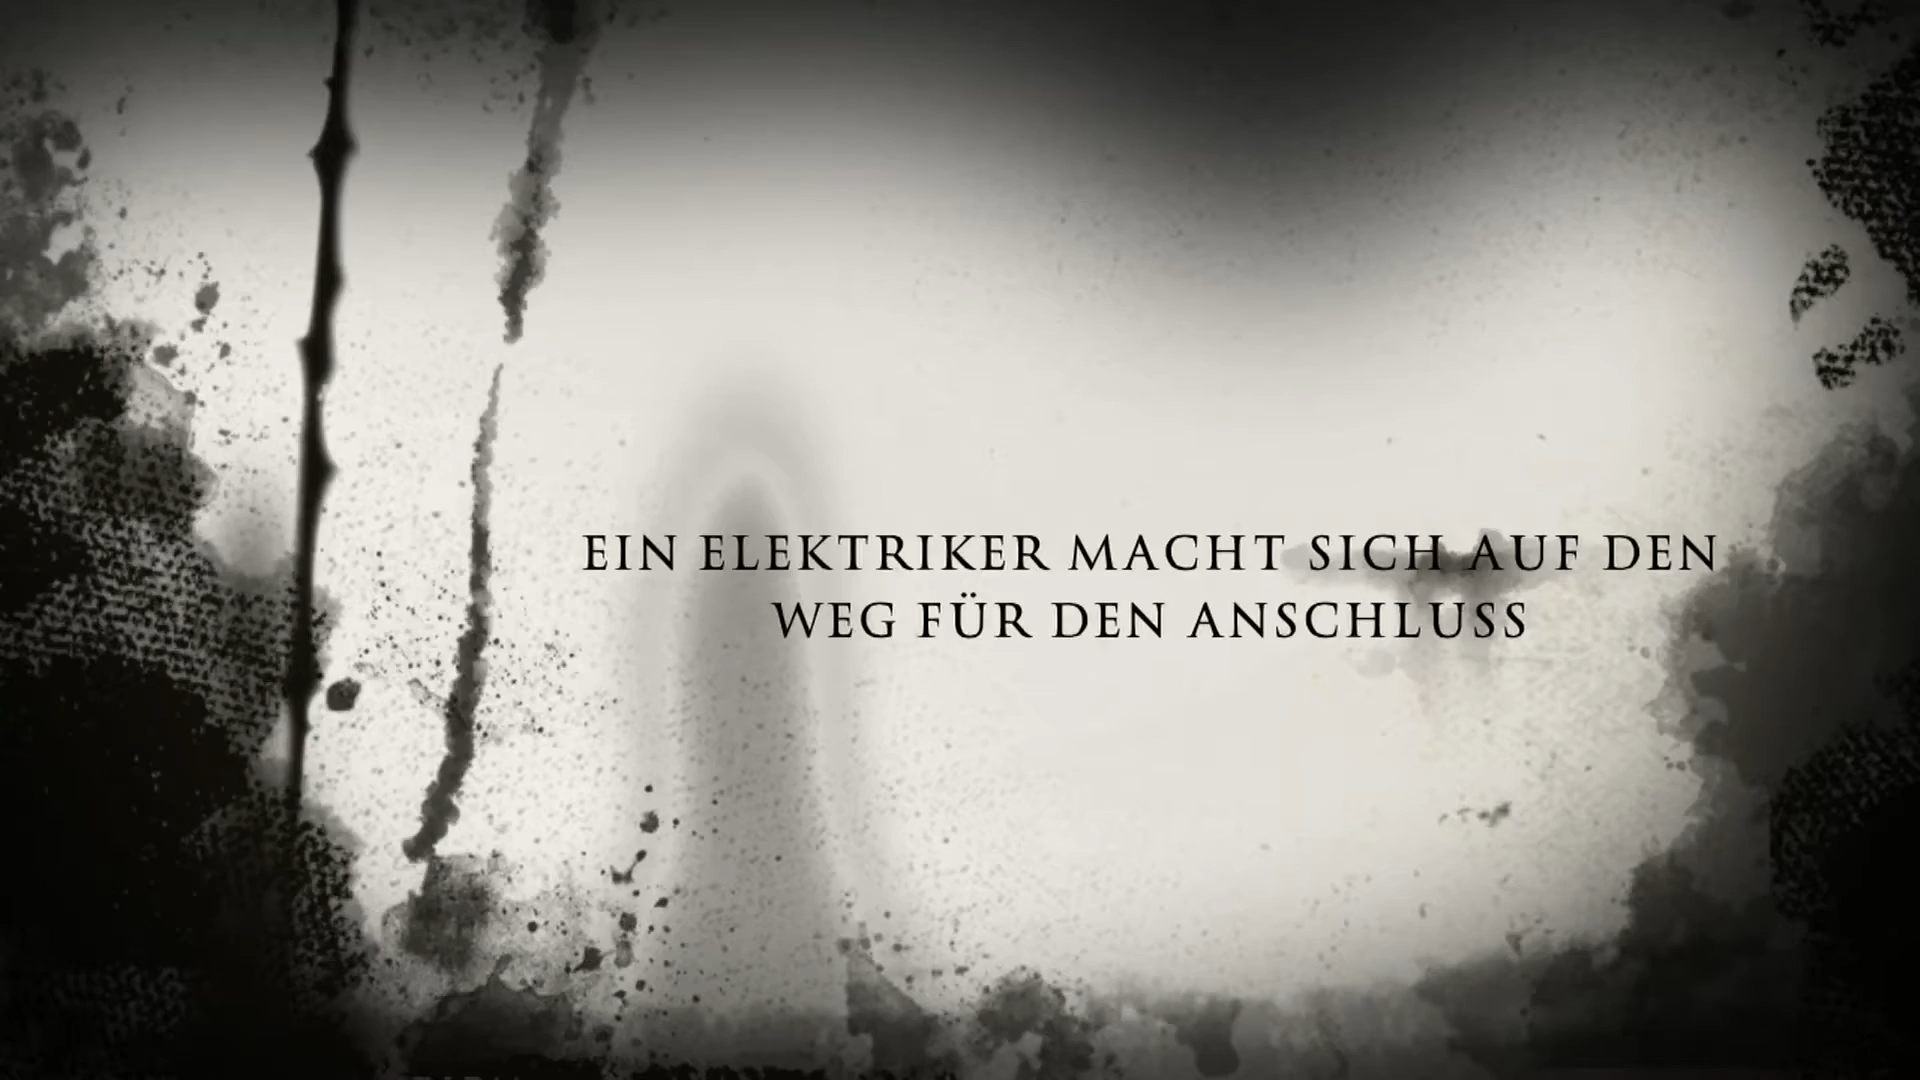 EIN ELEKTRIKER MACHT SICH AUF DEN
WEG FÜR DEN ANSCHLUSS